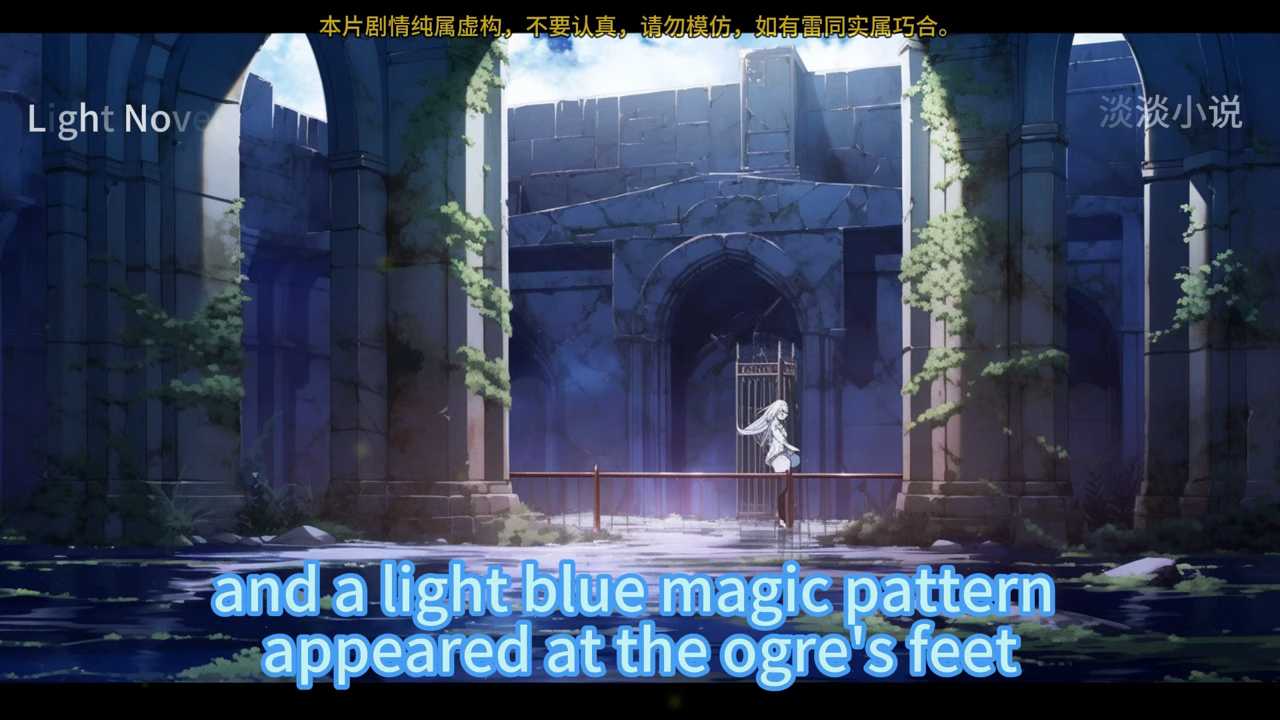 本片剧情纯属虚构，不要认真，请勿模仿，如有雷同实属巧合。
Light Nove
淡淡小说
and a light blue magic pattern
appeared at the ogre's feet